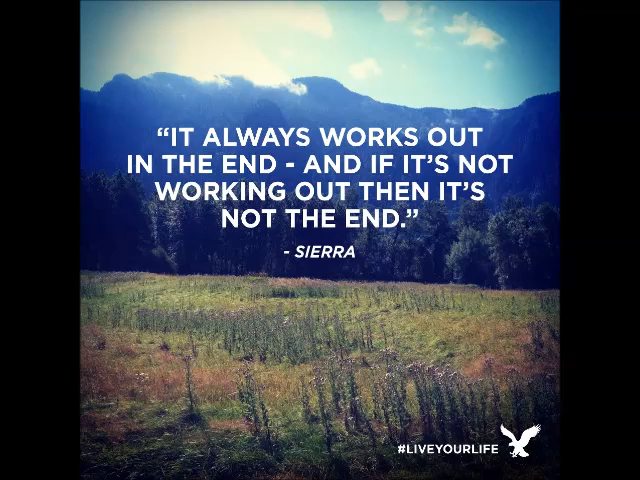 “IT ALWAYS WORKS OUT
IN THE END - AND IF IT’S NOT
WORKING OUT THEN IT’S
NOT THE END.”
- SIERRA
#LIVEYOURLIFE